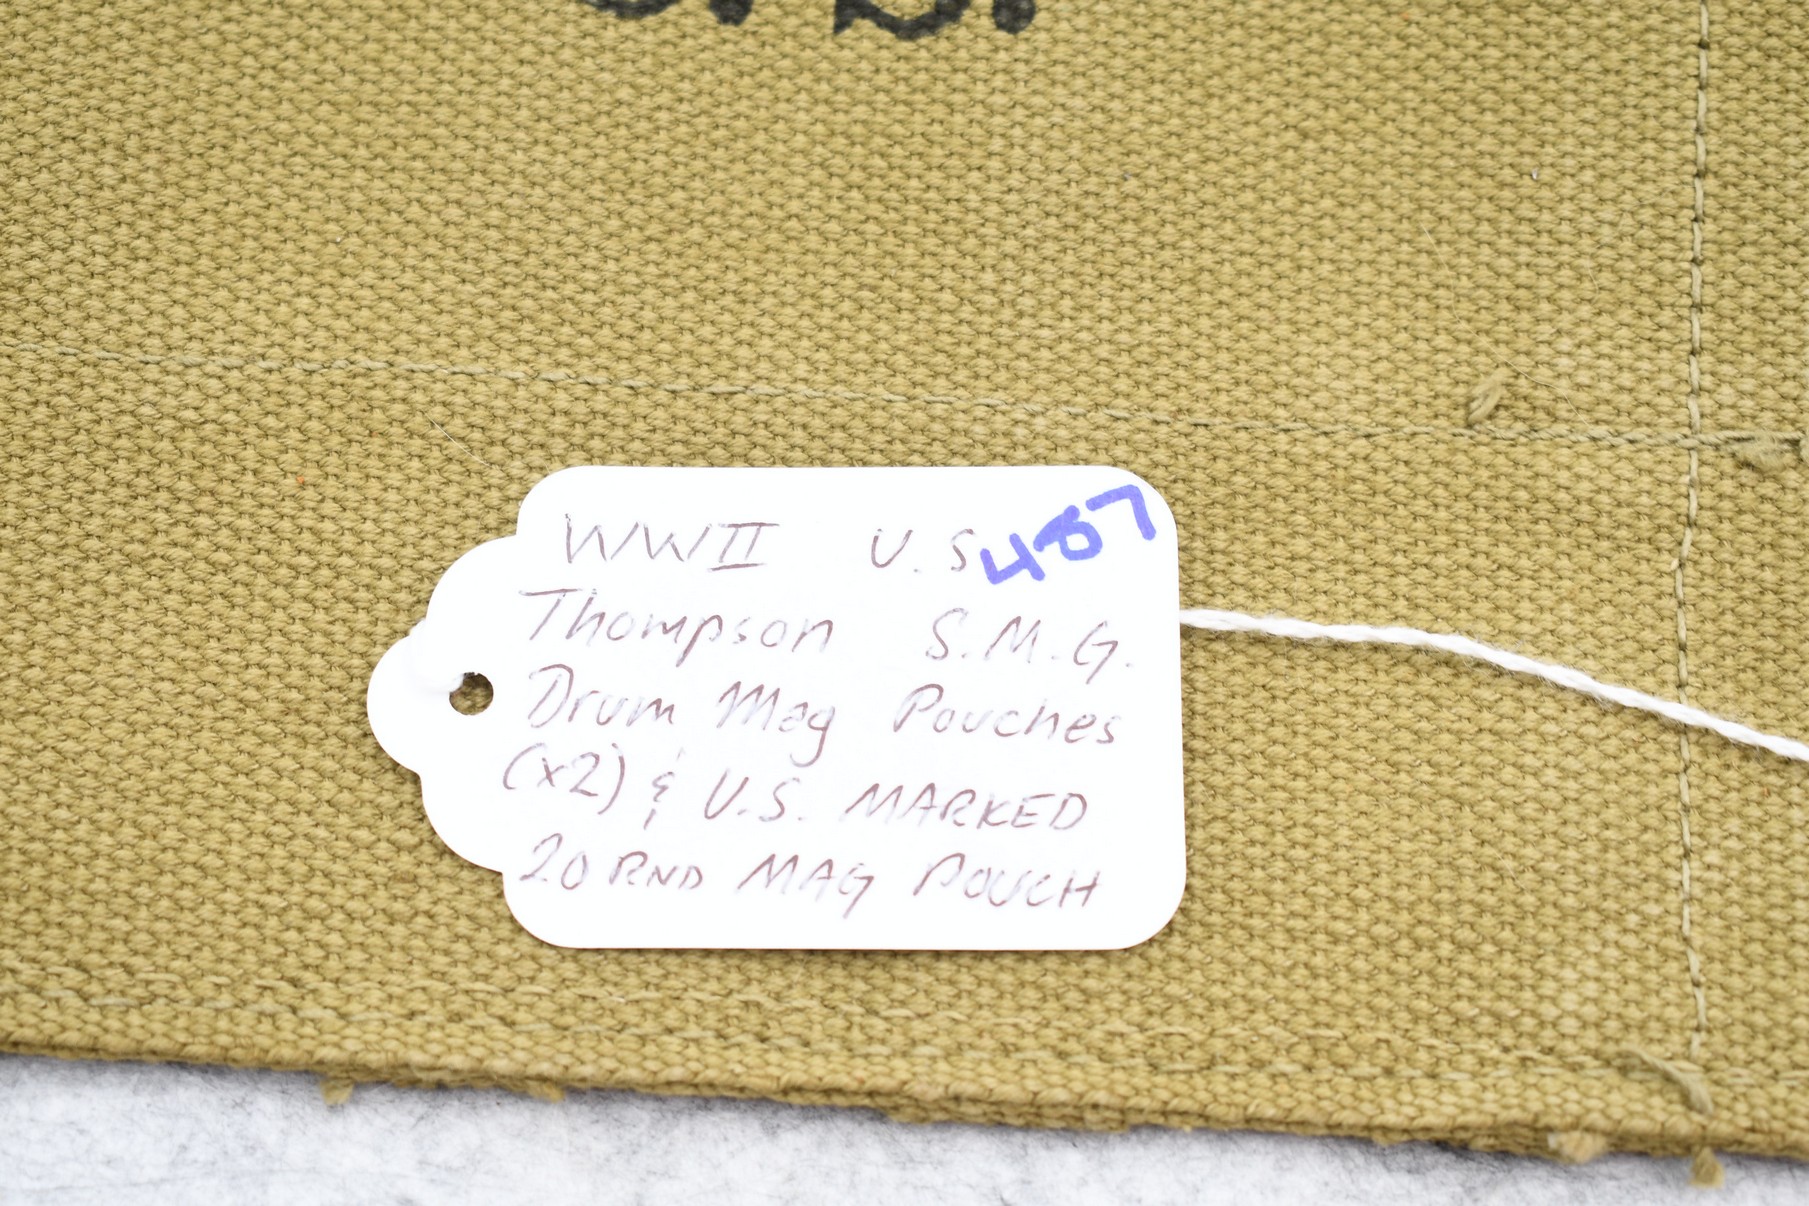 WWII U.S 487
Thompson S.M.G.
Drum Mag Pouches
(x2) & U.S. MARKED
20 RND MAG POUCH